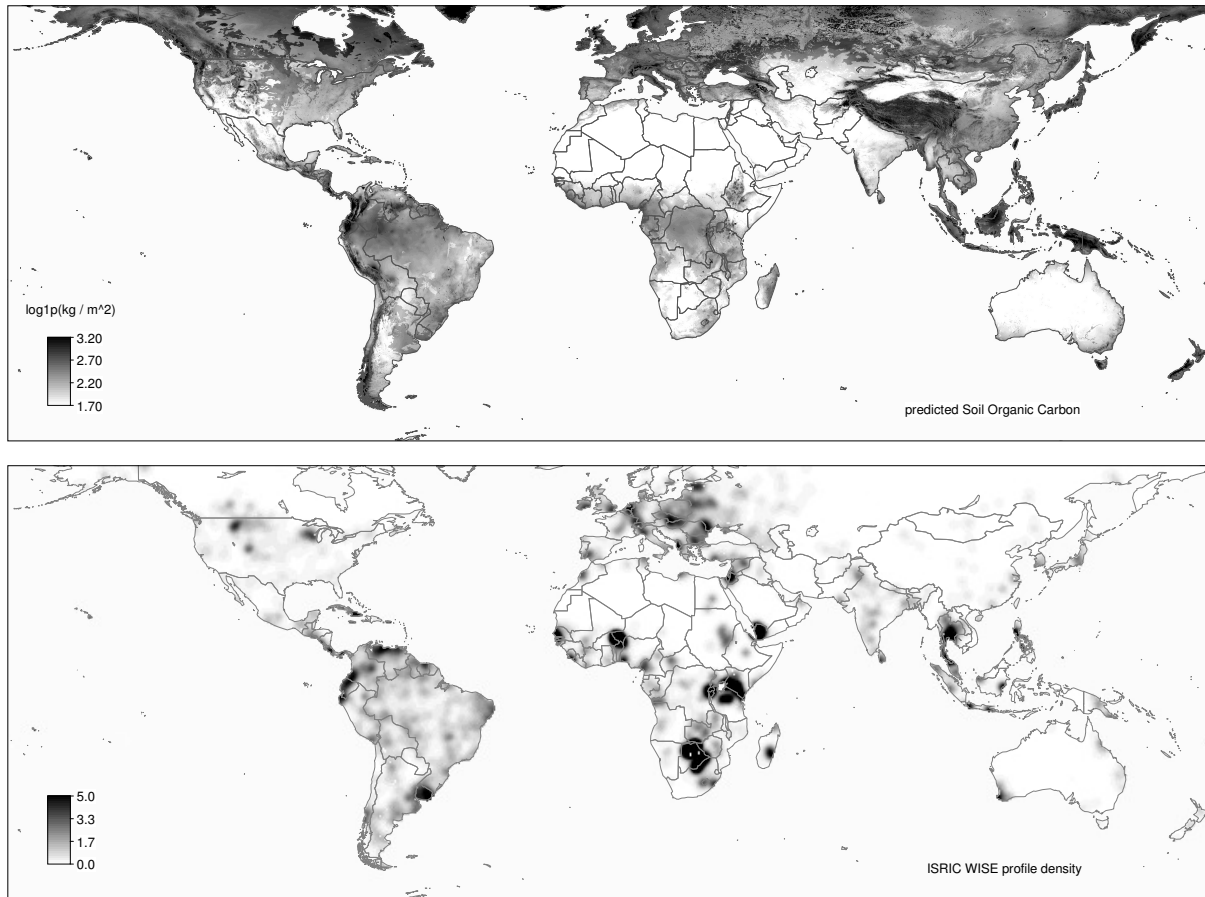 log1p(kg / m^2)
3.20
2.70
2.20
1.70
predicted Soil Organic Carbon
5.0
3.3
1.7
0.0
ISRIC WISE profile density